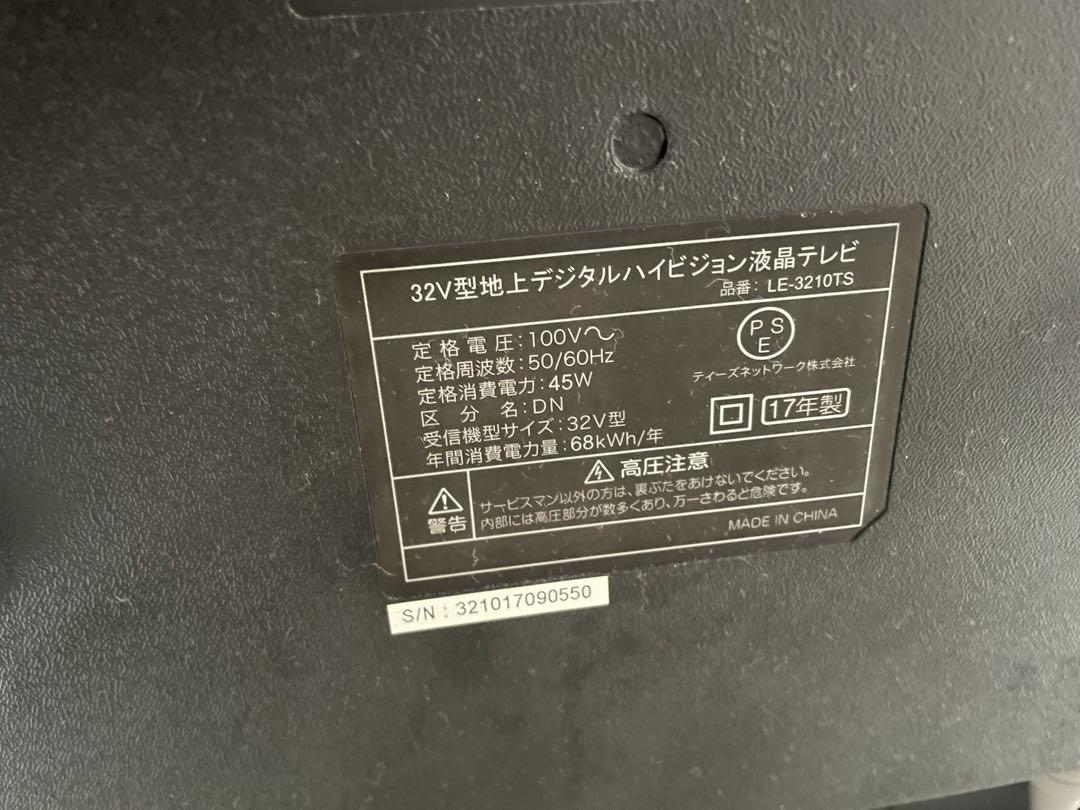 32V型地上デジタルハイビジョン液晶テレビ
品番: LE-3210TS
定格電圧:100V〜
定格周波数:50/60Hz
定格消費電力:45W
区分名:DN
受信機型サイズ:32V型
年間消費電力量:68kWh/年
PSE
ティーズネットワーク株式会社
17年製
高圧注意
警告
サービスマン以外の方は、裏ぶたをあけないでください。
内部には高圧部分が数多くあり、万一さわると危険です。
MADE IN CHINA
S/N : 321017090550